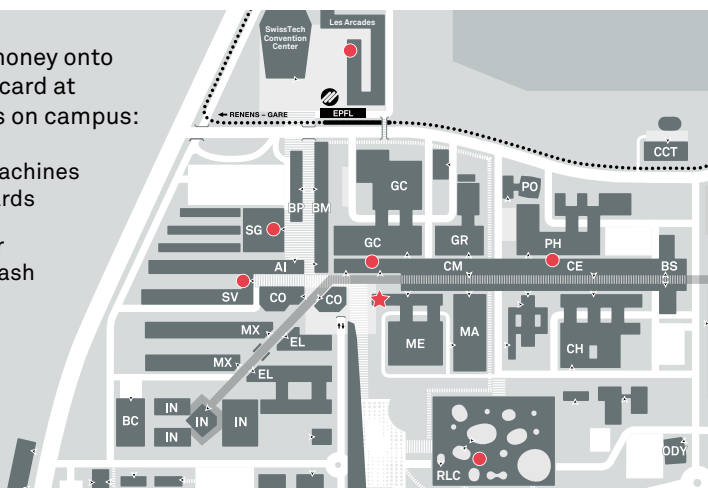 noney onto
card at
s on campus:
achines
ards
r
ash
SwissTech
Convention
Center
Les Arcades
← RENENS – GARE
EPFL
CCT
BP
BM
GC
PO
SG
GC
GR
PH
AI
CM
CE
BS
SV
CO
CO
MX
EL
ME
MA
CH
MX
EL
IN
BC
IN
IN
IN
RLC
ODY